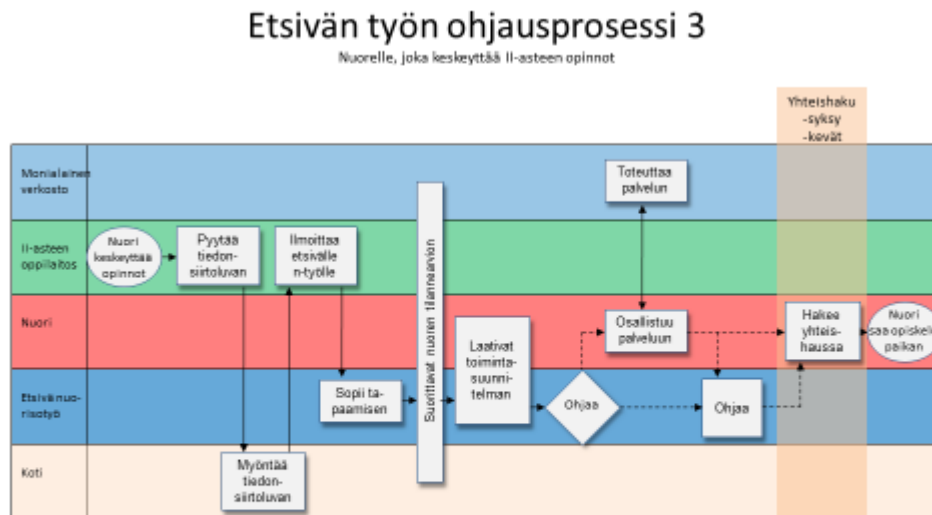 Etsivän työn ohjausprosessi 3
Nuorelle, joka keskeyttää II-asteen opinnot
Yhteishaku
-syksy
-kevät
Monialainen
verkosto
Toteuttaa
palvelun
II-asteen
oppilaitos
Nuori
keskeyttää
opinnot
Pyytää
tiedon-
siirtoluvan
Ilmoittaa
etsivälle
n-työlle
Suorittavat nuoren tilannearvion
Nuori
Laativat
toiminta-
suunni-
telman
Osallistuu
palveluun
Hakee
yhteis-
haussa
Nuori
saa opiskelu
paikan
Etsivä nuo-
risotyö
Sopii ta-
paamisen
Ohjaa
Ohjaa
Koti
Myöntää
tiedon-
siirtoluvan